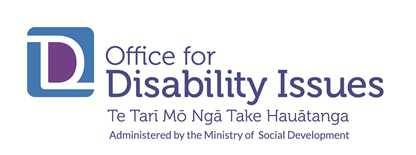 D
Office for
Disability Issues
Te Tarī Mō Ngā Take Hauātanga
Administered by the Ministry of Social Development